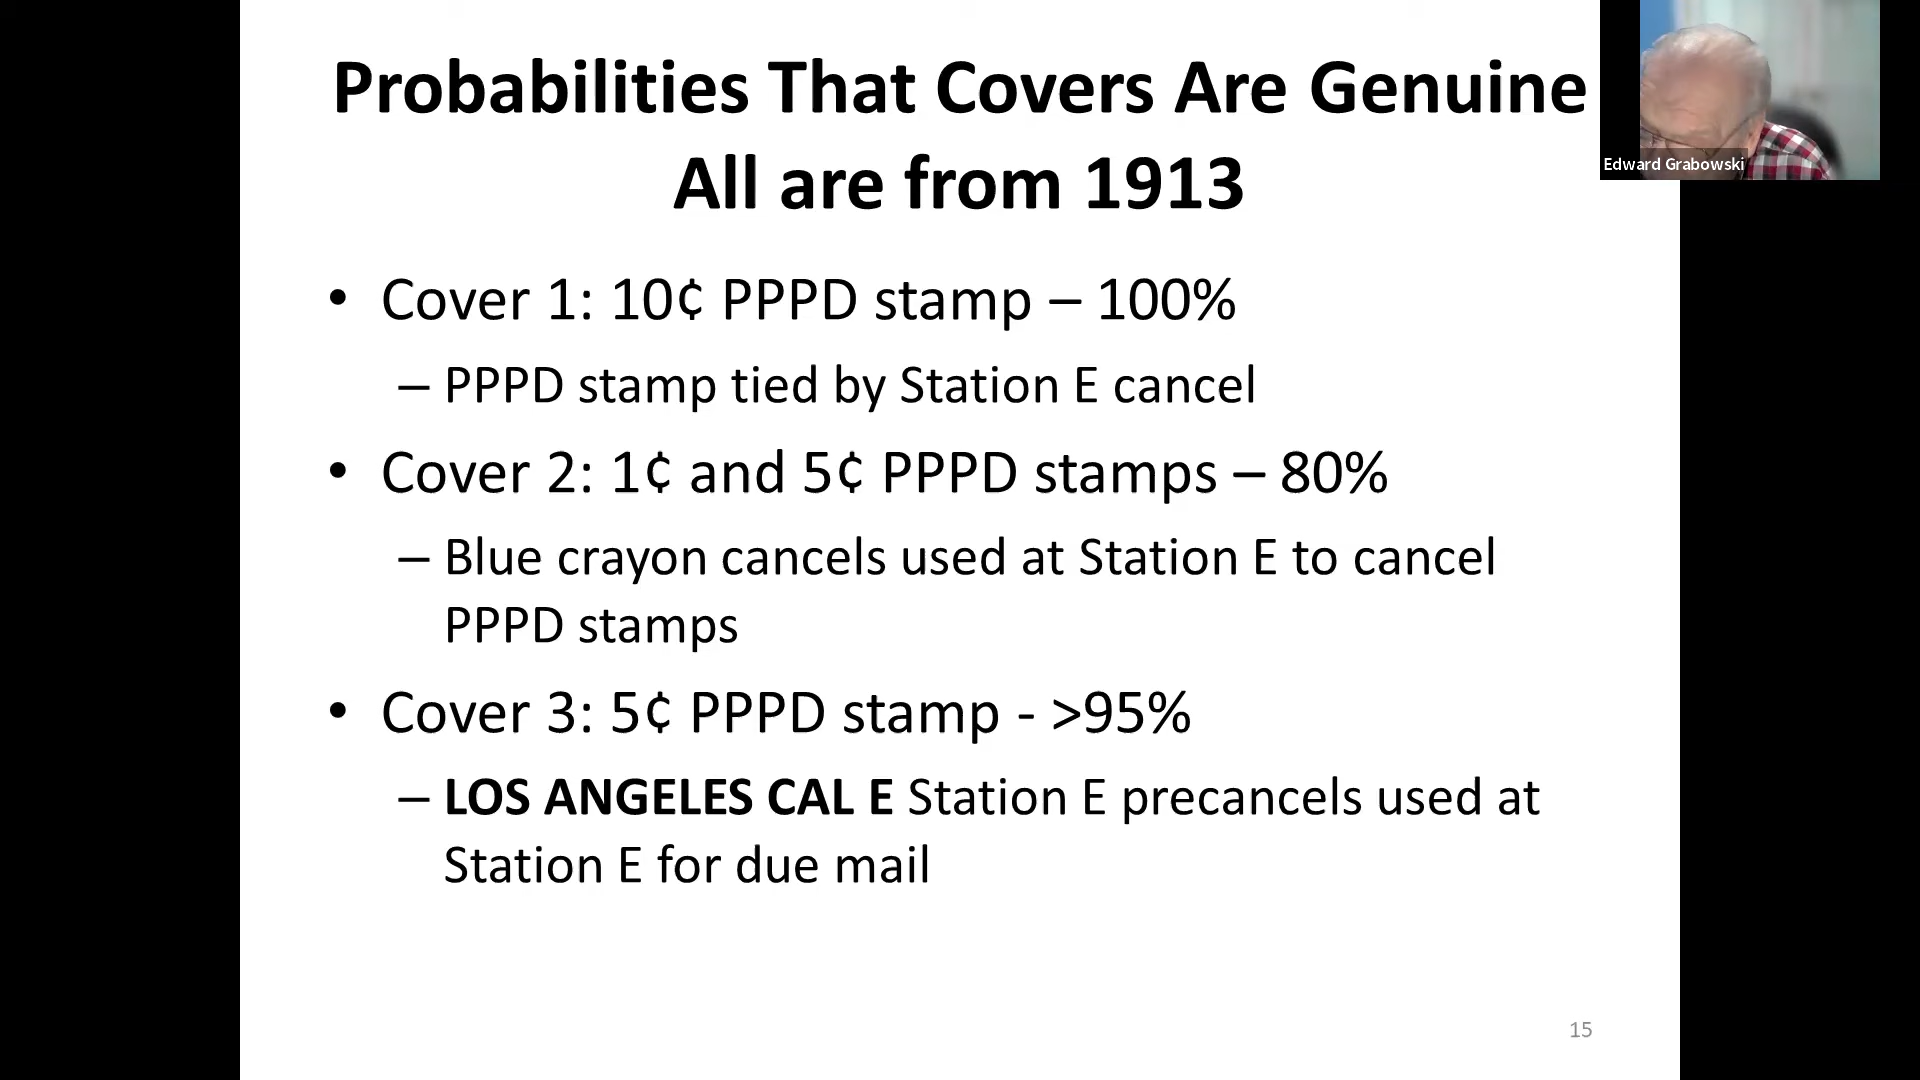 Probabilities That Covers Are Genuine
All are from 1913
• Cover 1: 10¢ PPPD stamp – 100%
– PPPD stamp tied by Station E cancel
• Cover 2: 1¢ and 5¢ PPPD stamps – 80%
– Blue crayon cancels used at Station E to cancel
PPPD stamps
• Cover 3: 5¢ PPPD stamp - >95%
– LOS ANGELES CAL E Station E precancels used at
Station E for due mail
15
Edward Grabowski